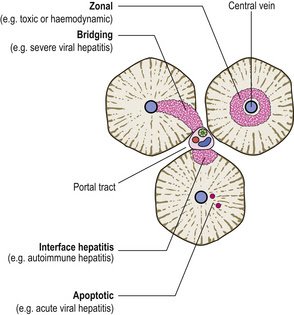 Zonal
(e.g. toxic or haemodynamic)
Central vein
Bridging
(e.g. severe viral hepatitis)
Portal tract
Interface hepatitis
(e.g. autoimmune hepatitis)
Apoptotic
(e.g. acute viral hepatitis)